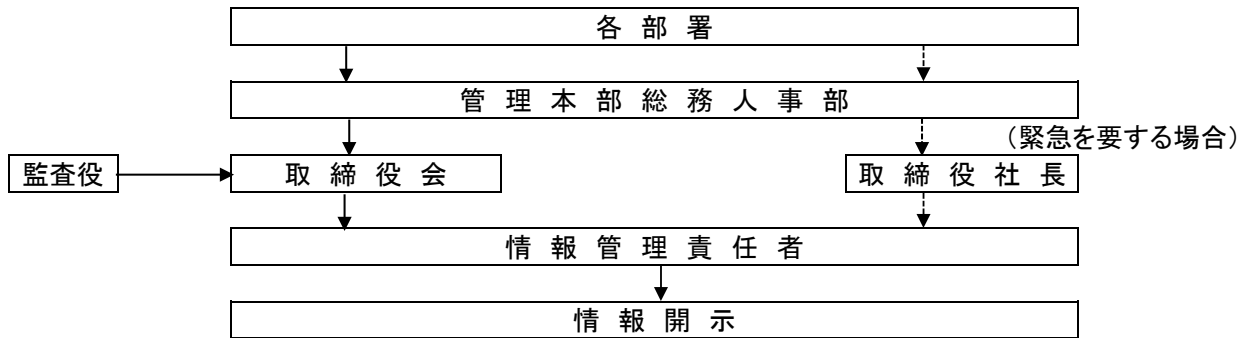 各部署
管理本部総務人事部
（緊急を要する場合）
監査役
取締役会
取締役社長
情報管理責任者
情報開示